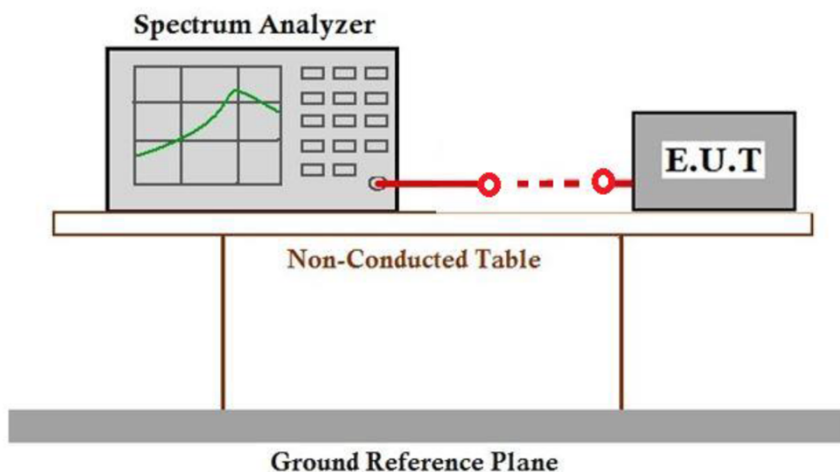 Spectrum Analyzer
E.U.T
Non-Conducted Table
Ground Reference Plane